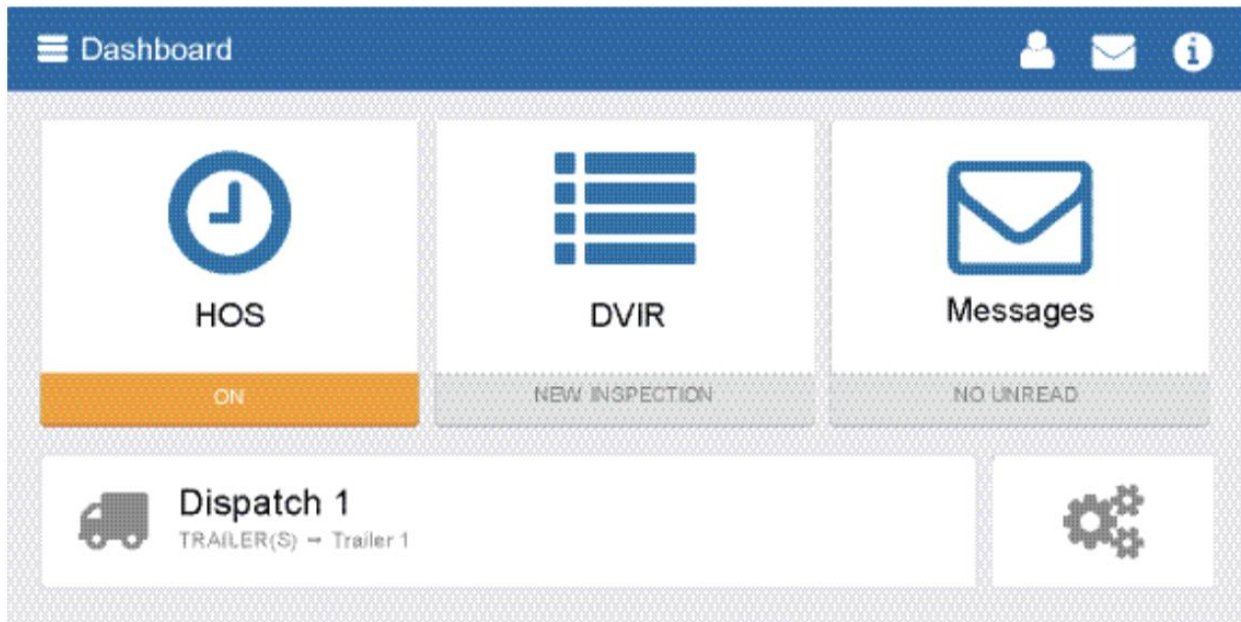 Dashboard
HOS
DVIR
Messages
ON
NEW INSPECTION
NO UNREAD
Dispatch 1
TRAILER(S) – Trailer 1